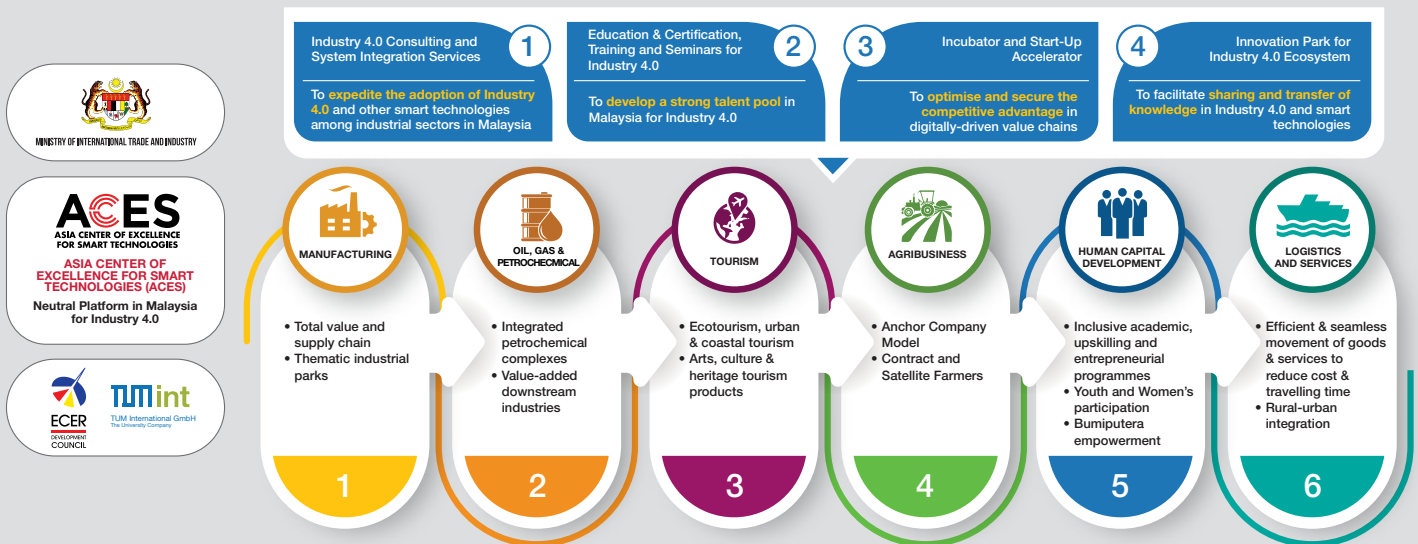 MINISTRY OF INTERNATIONAL TRADE AND INDUSTRY
ACES
ASIA CENTER OF EXCELLENCE
FOR SMART TECHNOLOGIES
ASIA CENTER OF
EXCELLENCE FOR SMART
TECHNOLOGIES (ACES)
Neutral Platform in Malaysia
for Industry 4.0
ECER
DEVELOPMENT
COUNCIL
TUM int
TUM International GmbH
The University Company
Industry 4.0 Consulting and
System Integration Services
1
To expedite the adoption of Industry
4.0 and other smart technologies
among industrial sectors in Malaysia
Education & Certification,
Training and Seminars for
Industry 4.0
2
To develop a strong talent pool in
Malaysia for Industry 4.0
3
Incubator and Start-Up
Accelerator
To optimise and secure the
competitive advantage in
digitally-driven value chains
4
Innovation Park for
Industry 4.0 Ecosystem
To facilitate sharing and transfer of
knowledge in Industry 4.0 and smart
technologies
MANUFACTURING
• Total value and
supply chain
• Thematic industrial
parks
1
OIL, GAS &
PETROCHECMICAL
• Integrated
petrochemical
complexes
• Value-added
downstream
industries
2
TOURISM
• Ecotourism, urban
& coastal tourism
• Arts, culture &
heritage tourism
products
3
AGRIBUSINESS
• Anchor Company
Model
• Contract and
Satellite Farmers
4
HUMAN CAPITAL
DEVELOPMENT
• Inclusive academic,
upskilling and
entrepreneurial
programmes
• Youth and Women's
participation
• Bumiputera
empowerment
5
LOGISTICS
AND SERVICES
• Efficient & seamless
movement of goods
& services to
reduce cost &
travelling time
• Rural-urban
integration
6